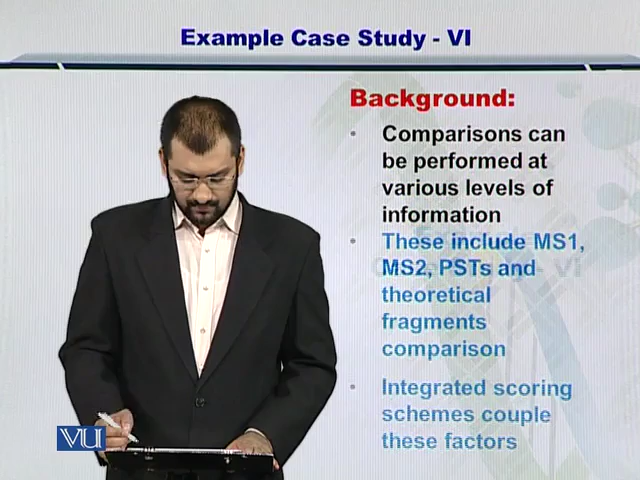 Example Case Study - VI
Background:
• Comparisons can
be performed at
various levels of
information
• These include MS1,
MS2, PSTs and
theoretical
fragments
comparison
• Integrated scoring
schemes couple
these factors
VU